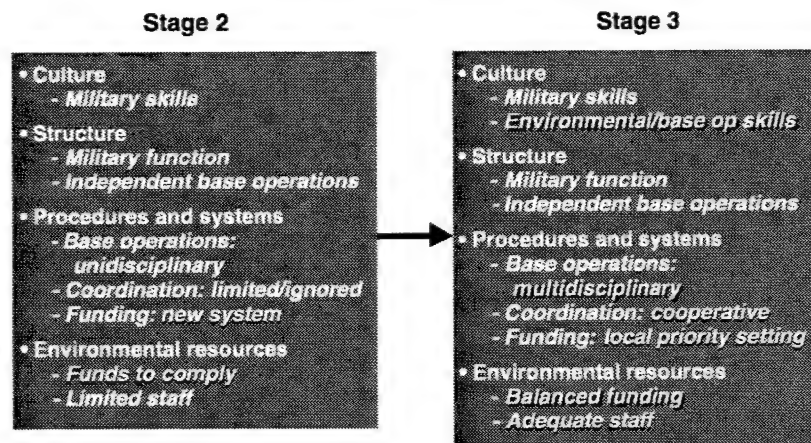 Stage 2
• Culture
- Military skills
• Structure
- Military function
- Independent base operations
• Procedures and systems
- Base operations:
unidisciplinary
- Coordination: limited/ignored
- Funding: new system
• Environmental resources
- Funds to comply
- Limited staff
Stage 3
• Culture
- Military skills
- Environmental/base op skills
• Structure
- Military function
- Independent base operations
• Procedures and systems
- Base operations:
multidisciplinary
- Coordination: cooperative
- Funding: local priority setting
• Environmental resources
- Balanced funding
- Adequate staff